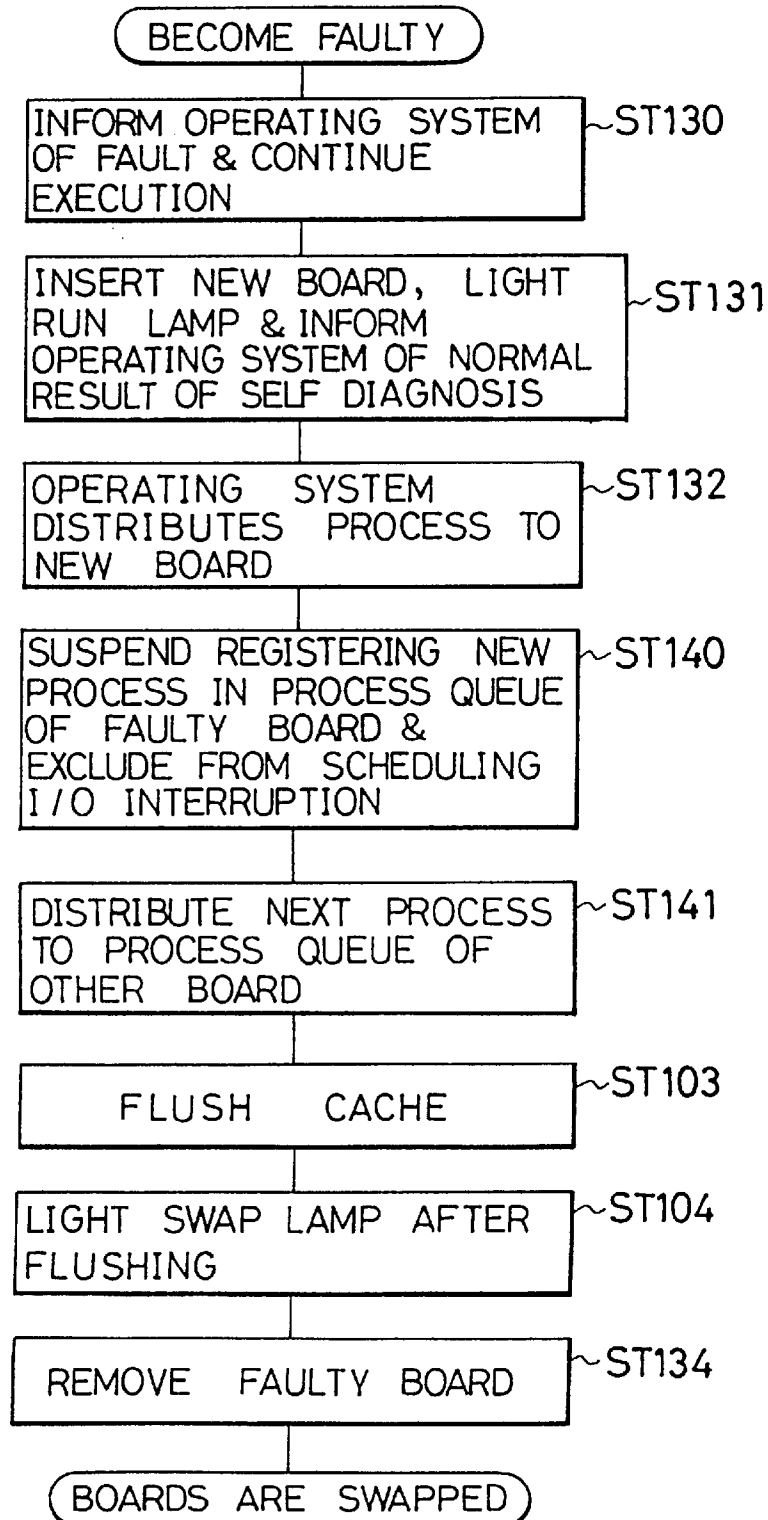 BECOME FAULTY
INFORM OPERATING SYSTEM
OF FAULT & CONTINUE
EXECUTION
ST130
INSERT NEW BOARD, LIGHT
RUN LAMP & INFORM
OPERATING SYSTEM OF NORMAL
RESULT OF SELF DIAGNOSIS
ST131
OPERATING SYSTEM
DISTRIBUTES PROCESS TO
NEW BOARD
ST132
SUSPEND REGISTERING NEW
PROCESS IN PROCESS QUEUE
OF FAULTY BOARD &
EXCLUDE FROM SCHEDULING
I/O INTERRUPTION
ST140
DISTRIBUTE NEXT PROCESS
TO PROCESS QUEUE OF
OTHER BOARD
ST141
FLUSH CACHE
ST103
LIGHT SWAP LAMP AFTER
FLUSHING
ST104
REMOVE FAULTY BOARD
ST134
BOARDS ARE SWAPPED